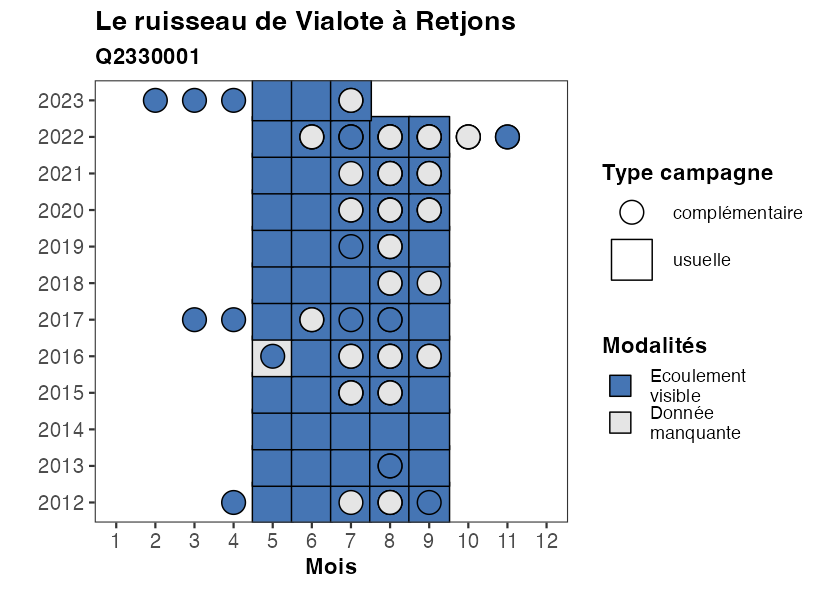 Le ruisseau de Vialote à Retjons
Q2330001
2023
2022
2021
2020
2019
2018
2017
2016
2015
2014
2013
2012
1 2 3 4 5 6 7 8 9 10 11 12
Mois
Type campagne
complémentaire
usuelle
Modalités
Ecoulement
visible
Donnée
manquante